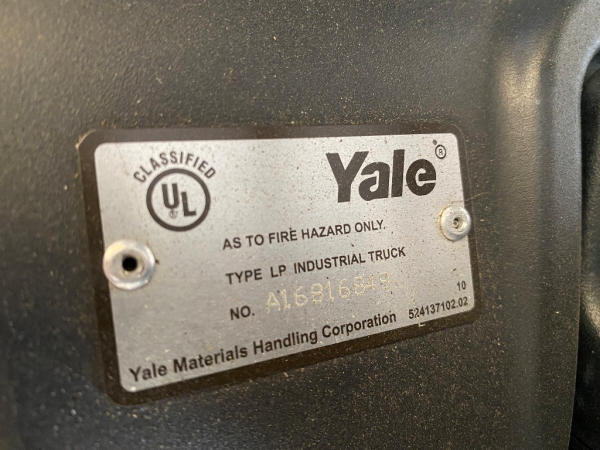 CLASSIFIED
UL
Yale®
AS TO FIRE HAZARD ONLY.
TYPE LP INDUSTRIAL TRUCK
NO.
10
524137102.02
Yale Materials Handling Corporation